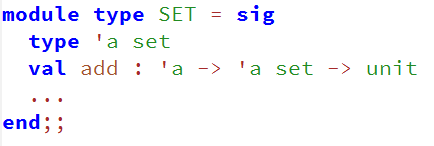 module type SET = sig
  type 'a set
  val add : 'a -> 'a set -> unit
  ...
end;;